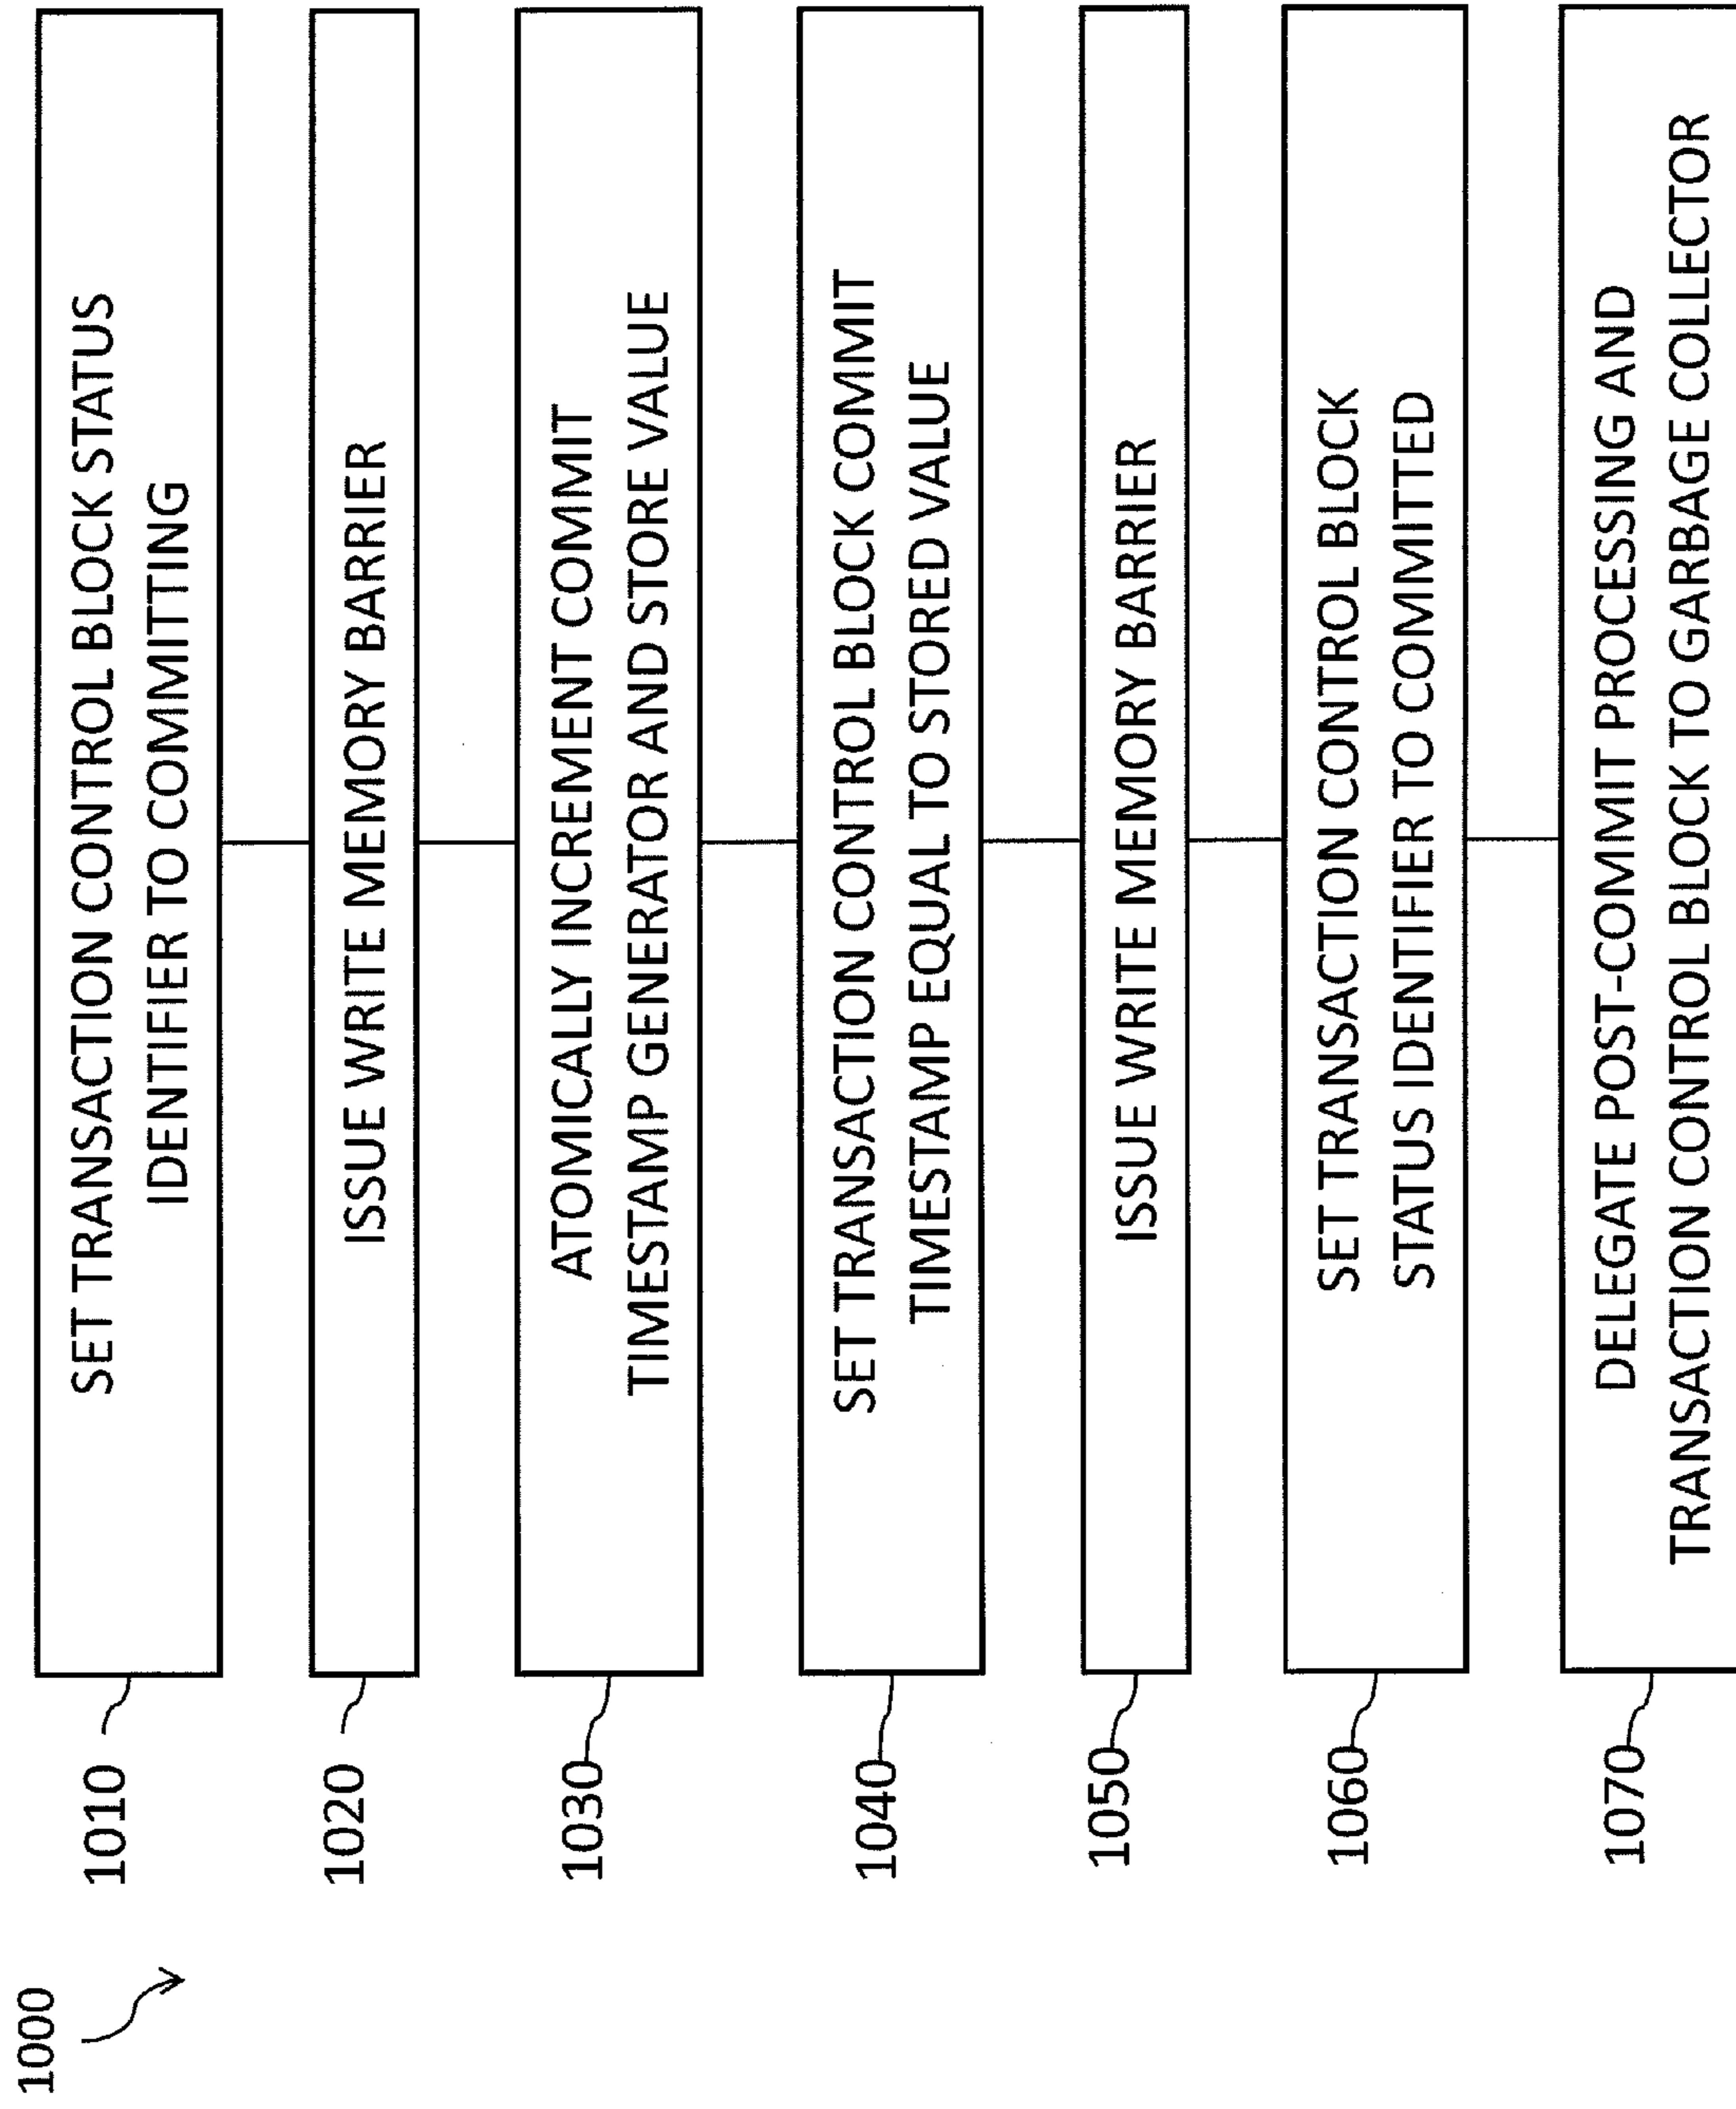 1000
1010
SET TRANSACTION CONTROL BLOCK STATUS
IDENTIFIER TO COMMITTING
1020
ISSUE WRITE MEMORY BARRIER
1030
ATOMICALLY INCREMENT COMMIT
TIMESTAMP GENERATOR AND STORE VALUE
1040
SET TRANSACTION CONTROL BLOCK COMMIT
TIMESTAMP EQUAL TO STORED VALUE
1050
ISSUE WRITE MEMORY BARRIER
1060
SET TRANSACTION CONTROL BLOCK
STATUS IDENTIFIER TO COMMITTED
1070
DELEGATE POST-COMMIT PROCESSING AND
TRANSACTION CONTROL BLOCK TO GARBAGE COLLECTOR